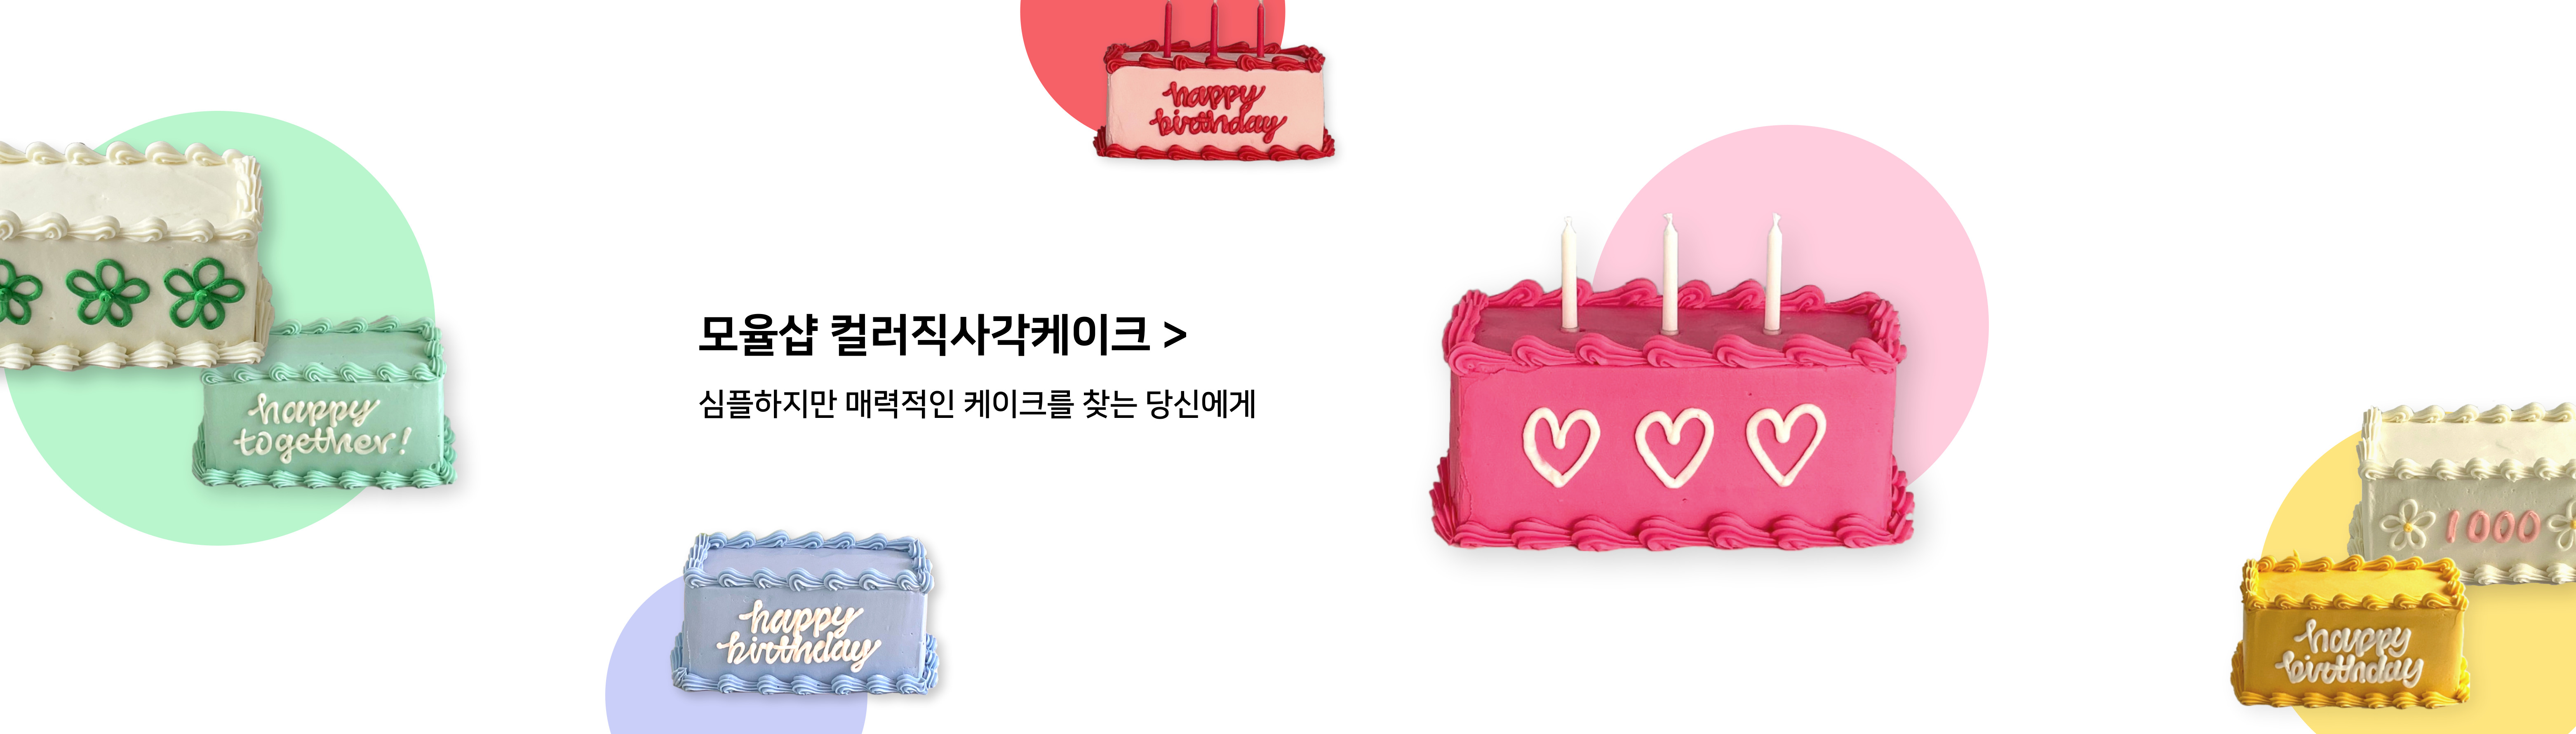 happy
birthday
모율샵 컬러직사각케이크 >
심플하지만 매력적인 케이크를 찾는 당신에게
happy
together!
happy
birthday
1000
happy
birthday